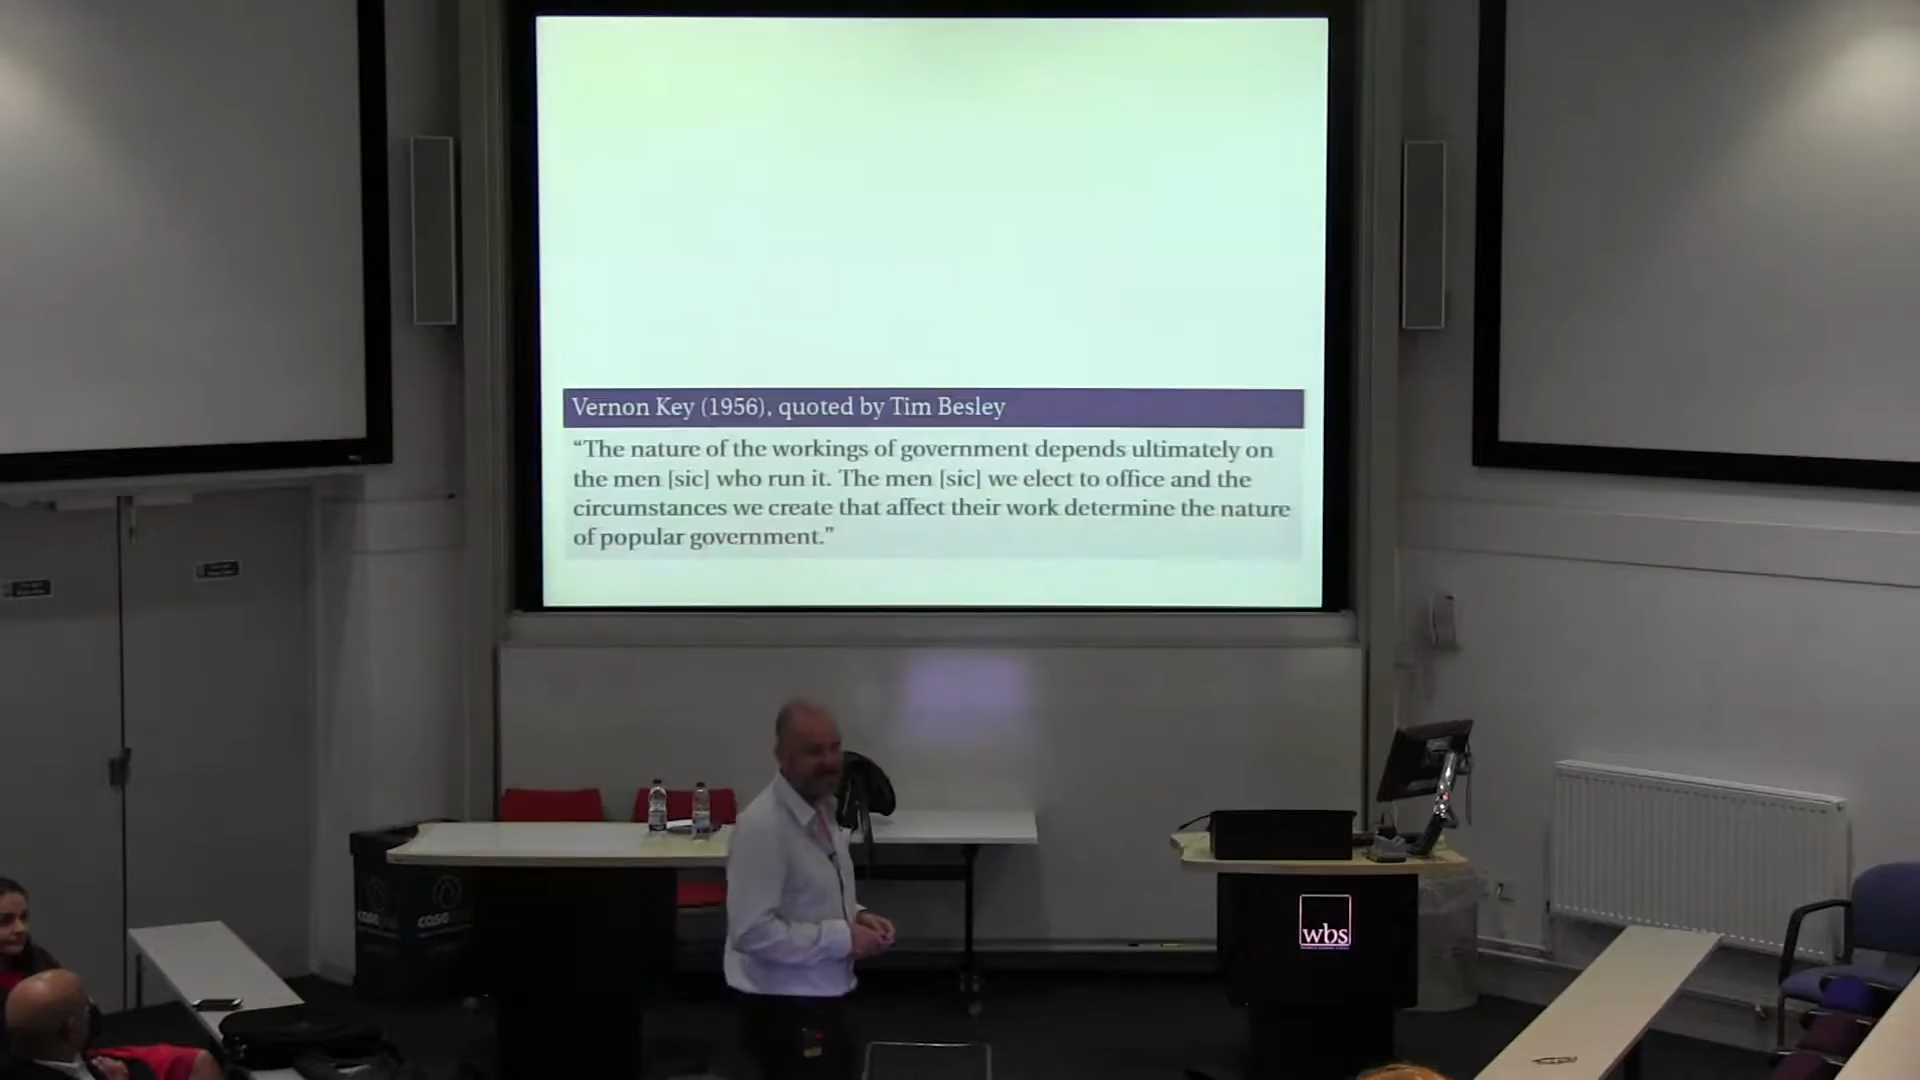 Vernon Key (1956), quoted by Tim Besley
“The nature of the workings of government depends ultimately on
the men [sic] who run it. The men [sic] we elect to office and the
circumstances we create that affect their work determine the nature
of popular government.”
wbs